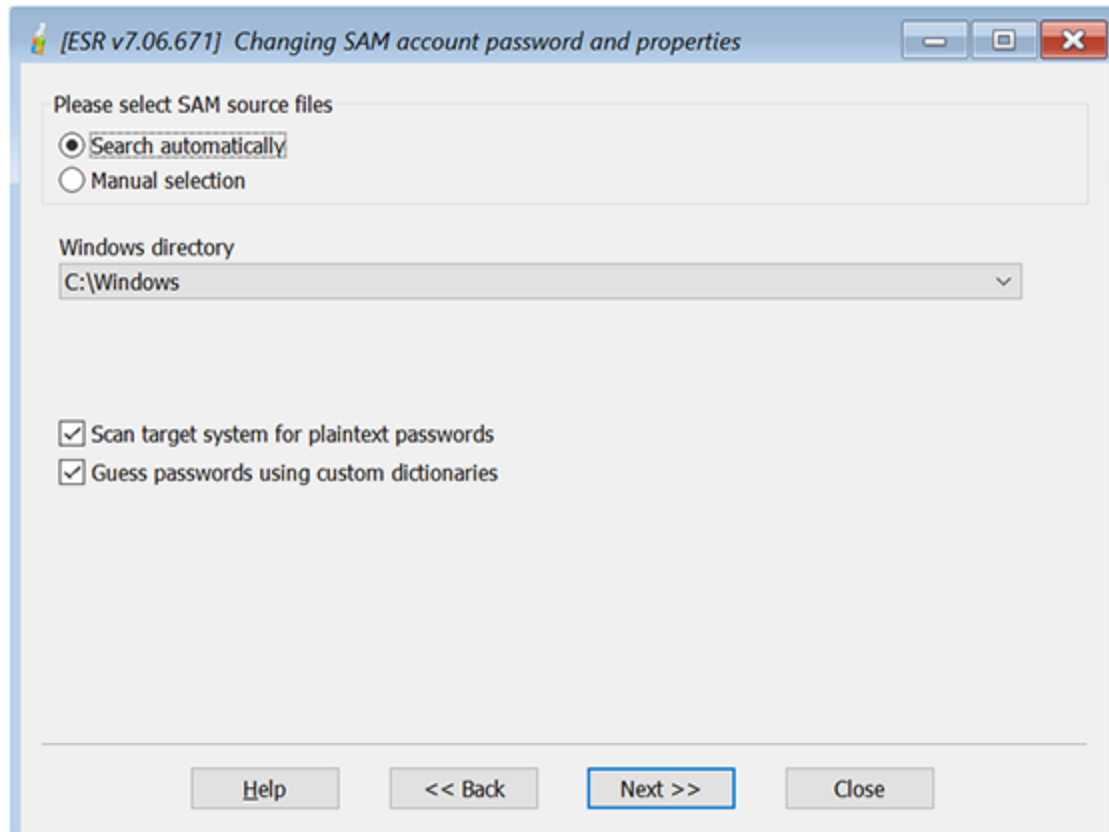 [ESR v7.06.671] Changing SAM account password and properties
Please select SAM source files
Search automatically
Manual selection
Windows directory
C:\Windows
Scan target system for plaintext passwords
Guess passwords using custom dictionaries
Help << Back Next >> Close